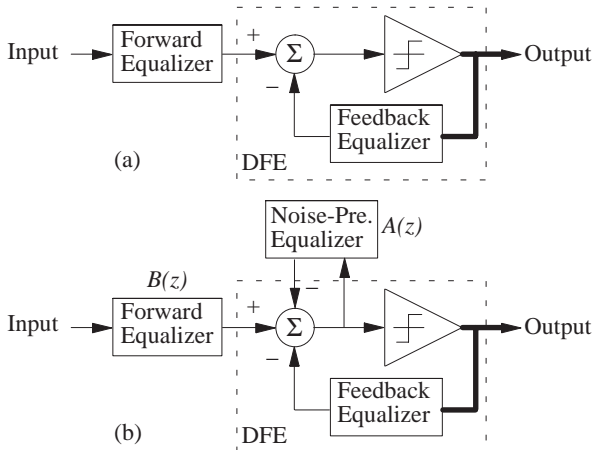 Input
Forward
Equalizer
+
Σ
−
Output
Feedback
Equalizer
DFE
(a)
Noise-Pre.
Equalizer
A(z)
B(z)
Input
Forward
Equalizer
+
−
Σ
−
Output
Feedback
Equalizer
DFE
(b)